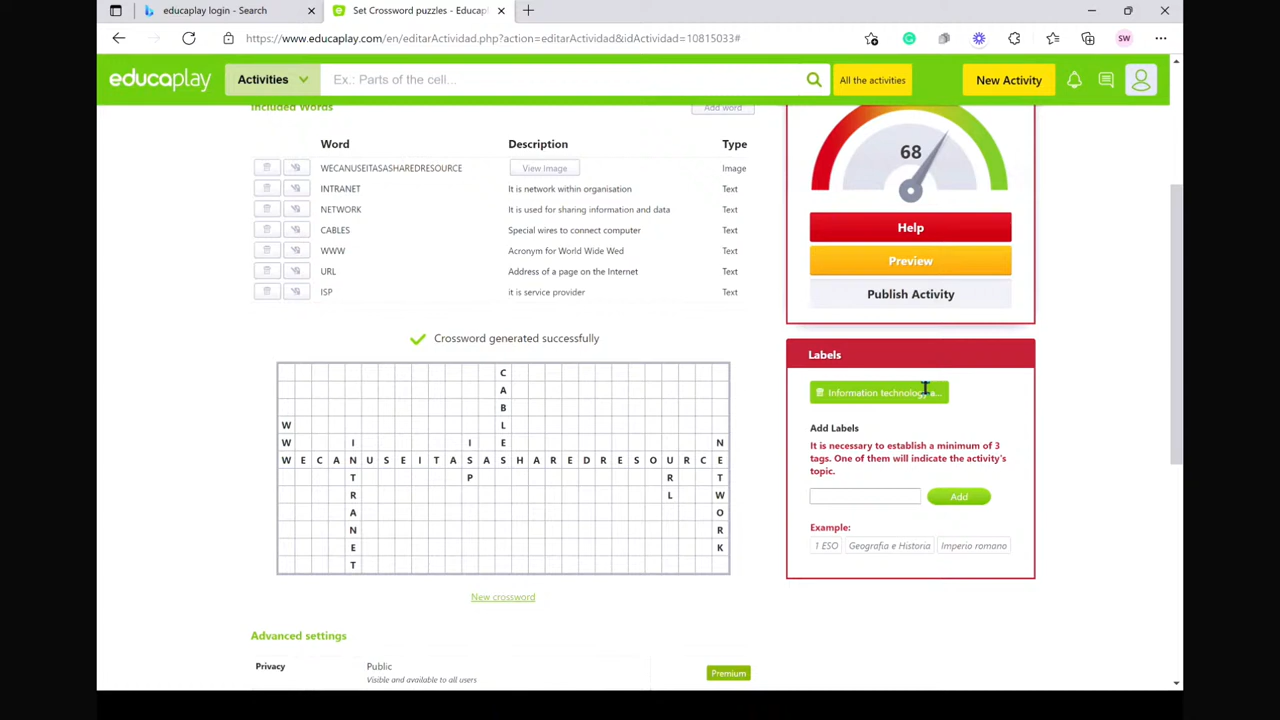 educaplay login - Search
Set Crossword puzzles - Educapl
https://www.educaplay.com/en/editarActividad.php?action=editarActividad&idActividad=10815033#
SW
educaplay
Activities
Ex.: Parts of the cell...
All the activities
New Activity
Included Words
Add word
Word Description Type
WECANUSEITASASHAREDRESOURCE View Image Image
INTRANET It is network within organisation Text
NETWORK It is used for sharing information and data Text
CABLES Special wires to connect computer Text
WWW Acronym for World Wide Wed Text
URL Address of a page on the Internet Text
ISP it is service provider Text
Crossword generated successfully
C
A
B
W L
W I I E N
W E C A N U S E I T A S A S H A R E D R E S O U R C E
T P R T
R L W
A O
N R
E K
T
New crossword
Advanced settings
Privacy Public
Visible and available to all users
Premium
68
Help
Preview
Publish Activity
Labels
Information technology a...
Add Labels
It is necessary to establish a minimum of 3
tags. One of them will indicate the activity's
topic.
Add
Example:
1 ESO Geografia e Historia Imperio romano